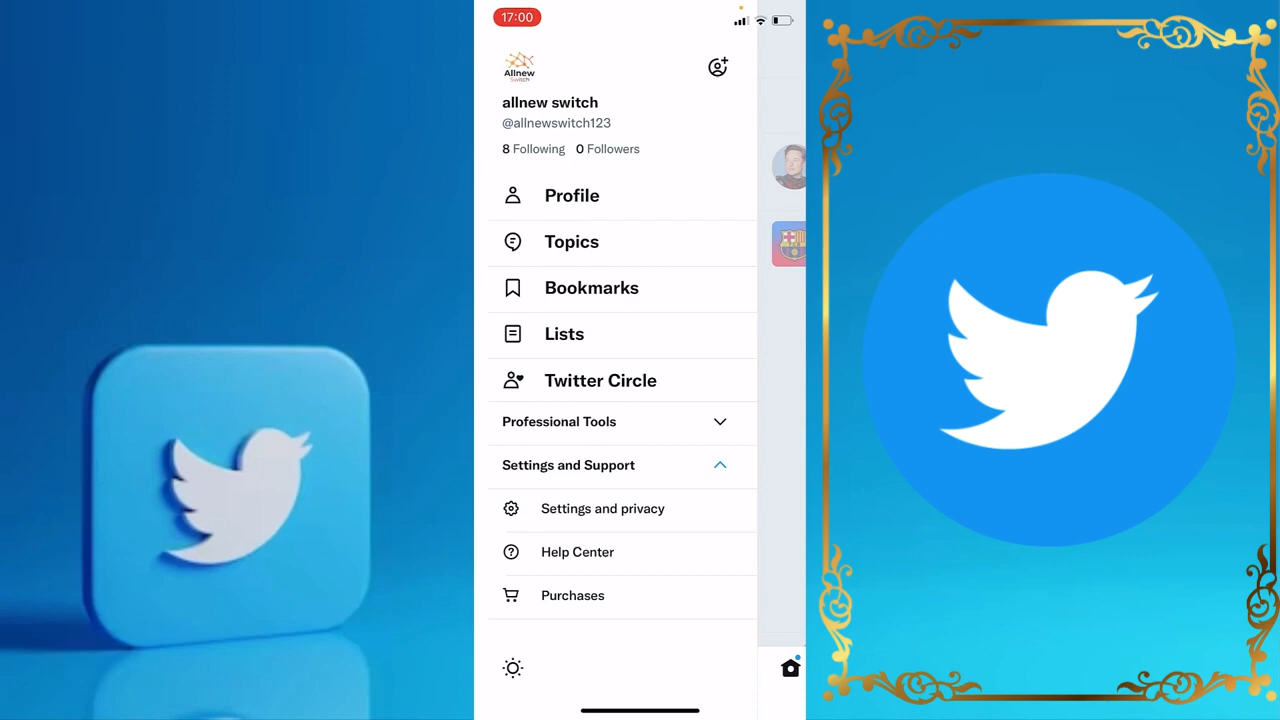 17:00
Allnew
Switch
allnew switch
@allnewswitch123
8 Following 0 Followers
Profile
Topics
Bookmarks
Lists
Twitter Circle
Professional Tools
Settings and Support
Settings and privacy
Help Center
Purchases